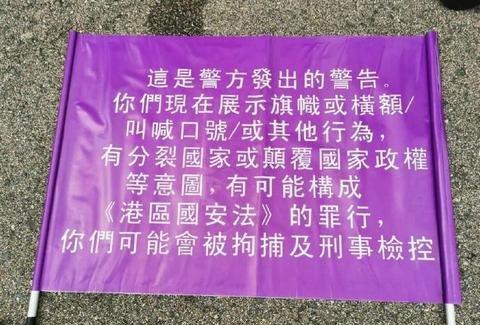 這是警方發出的警告。
你們現在展示旗幟或橫額/
叫喊口號/或其他行為，
有分裂國家或顛覆國家政權
等意圖，有可能構成
《港區國安法》的罪行，
你們可能會被拘捕及刑事檢控